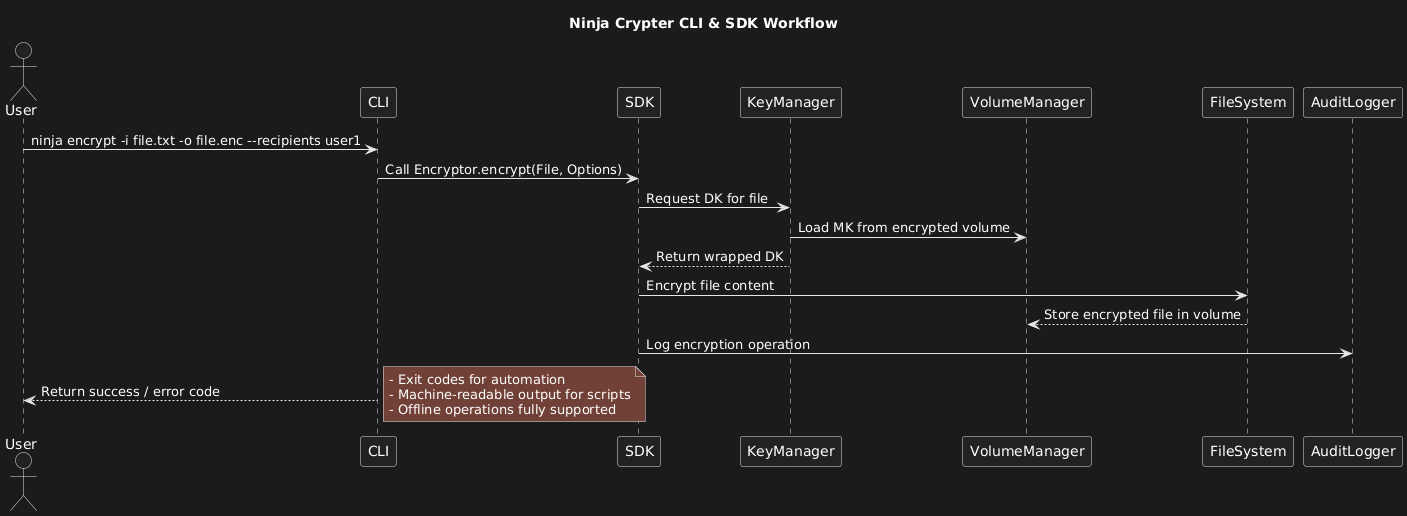 Ninja Crypter CLI & SDK Workflow
User
CLI
SDK
KeyManager
VolumeManager
FileSystem
AuditLogger
ninja encrypt -i file.txt -o file.enc --recipients user1
Call Encryptor.encrypt(File, Options)
Request DK for file
Load MK from encrypted volume
Return wrapped DK
Encrypt file content
Store encrypted file in volume
Log encryption operation
Return success / error code
- Exit codes for automation
- Machine-readable output for scripts
- Offline operations fully supported
User
CLI
SDK
KeyManager
VolumeManager
FileSystem
AuditLogger